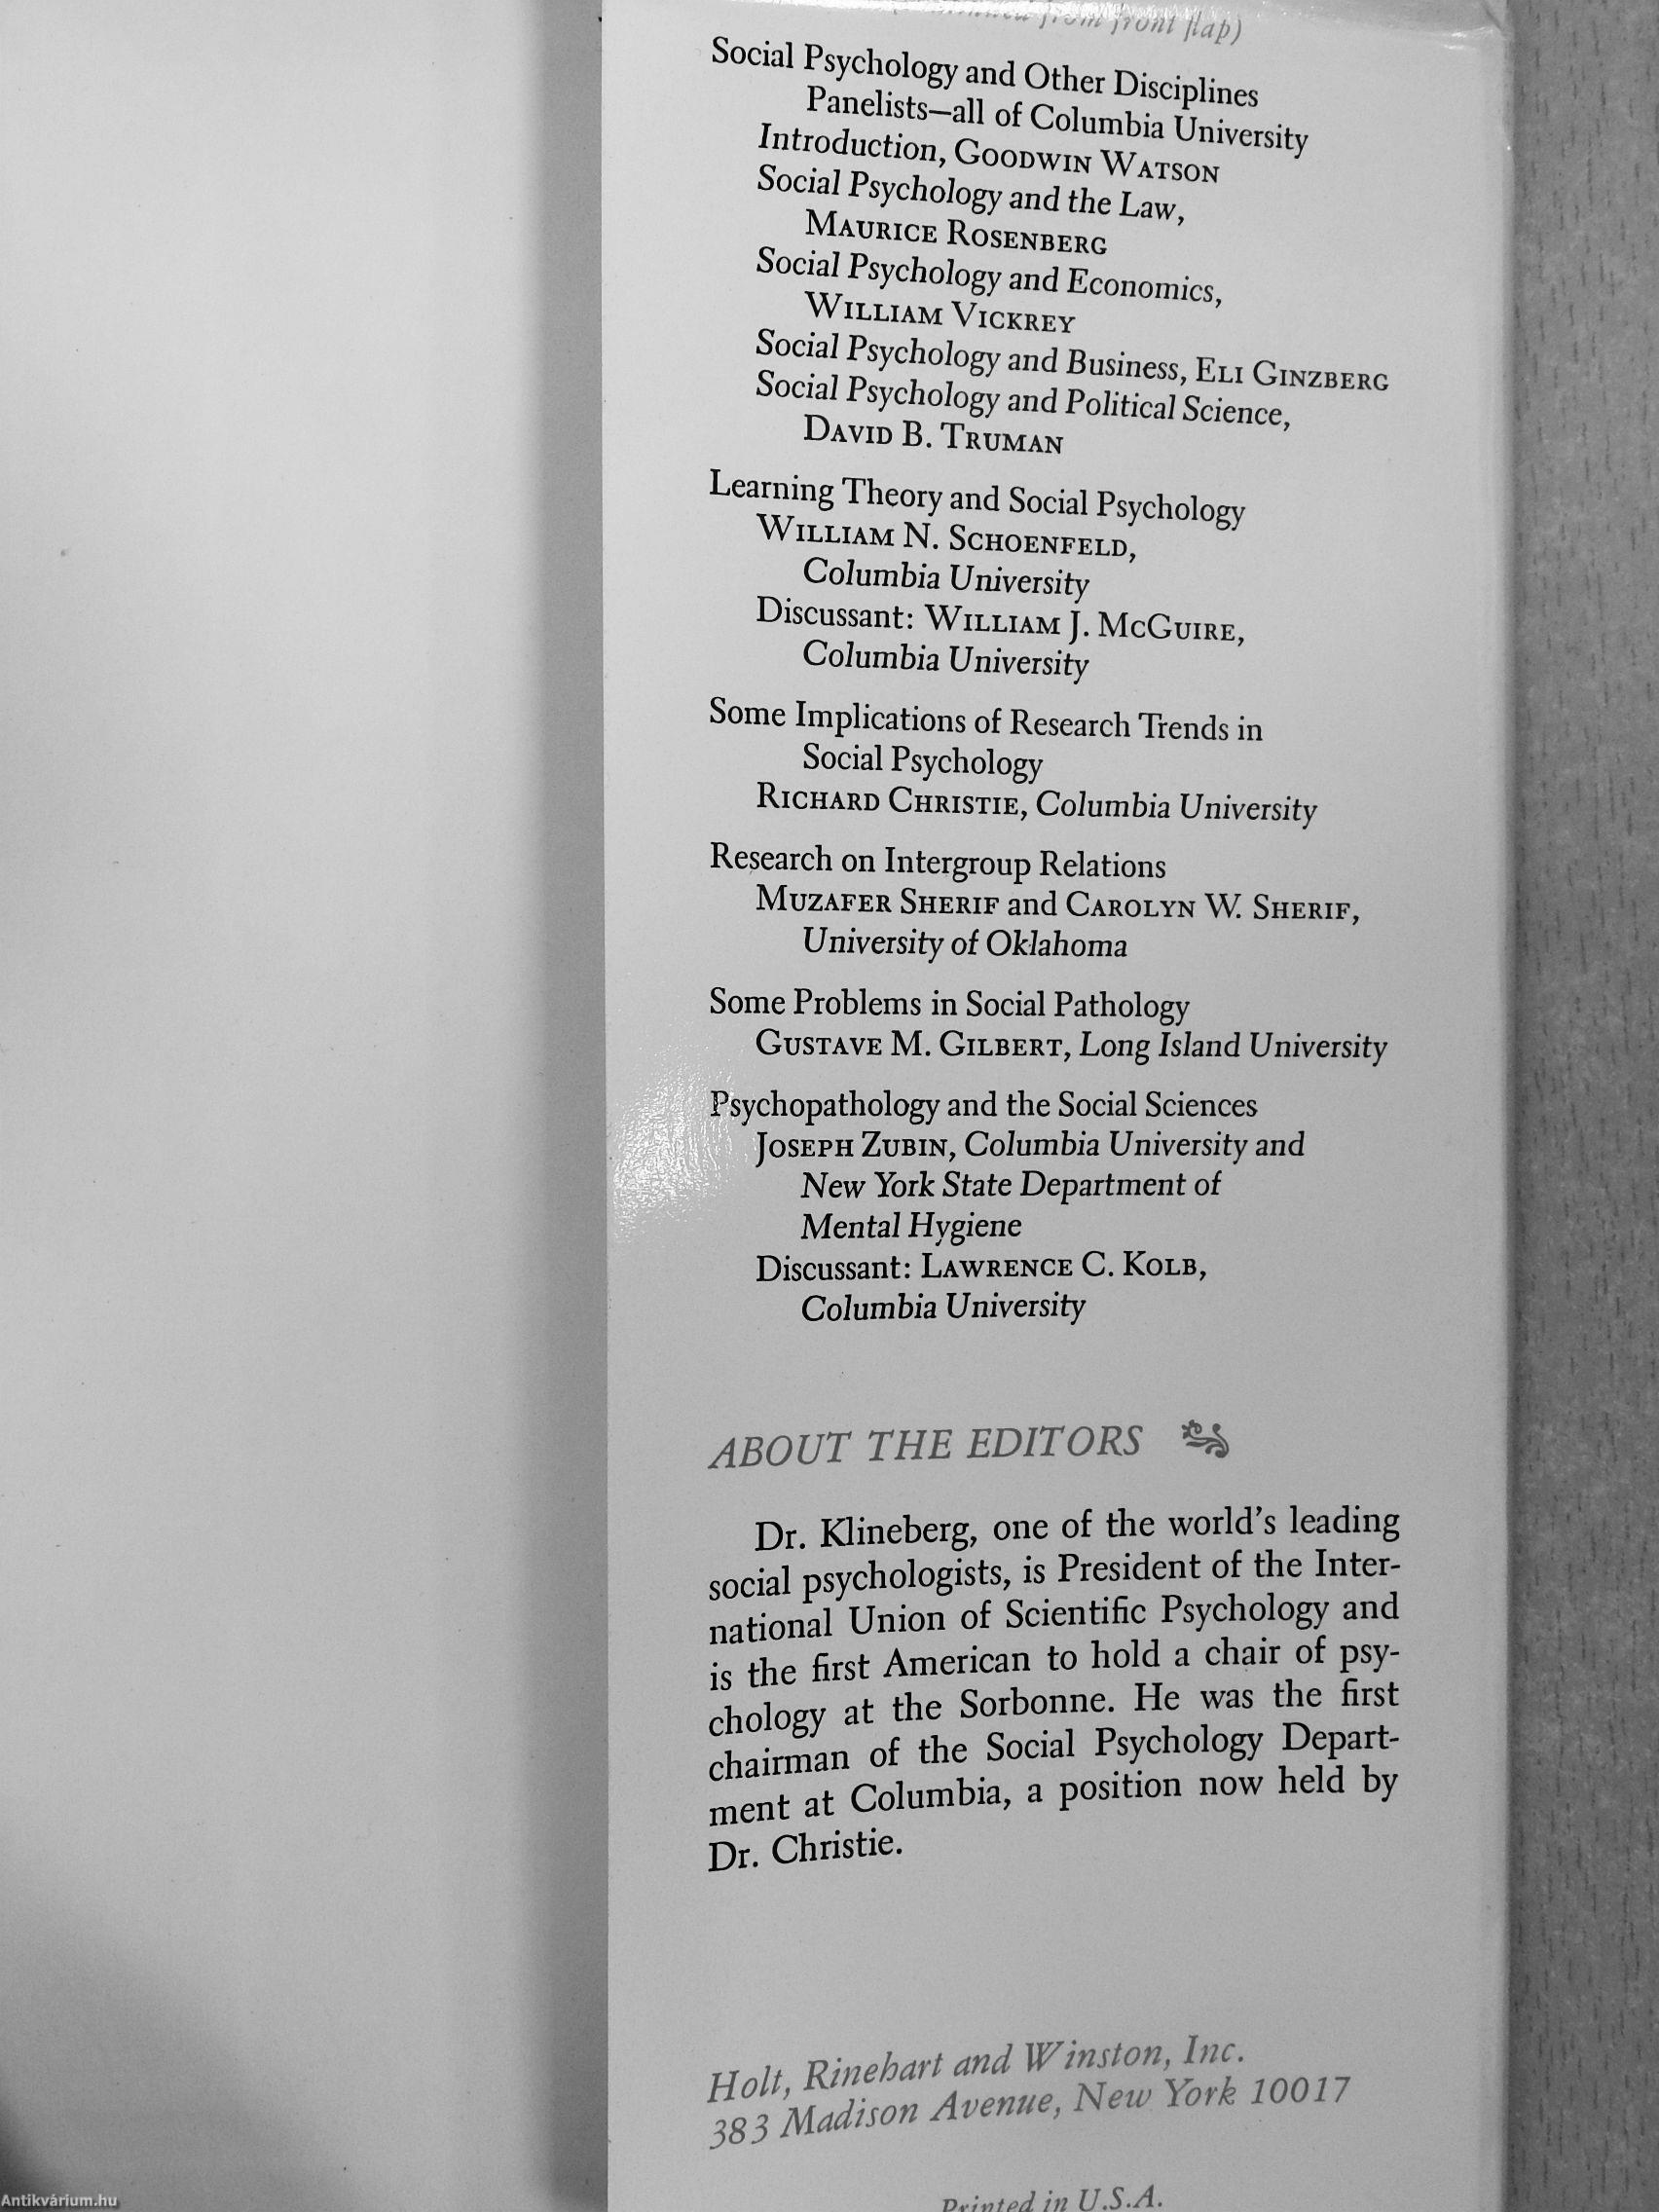 from front flap)
Social Psychology and Other Disciplines
Panelists—all of Columbia University
Introduction, GOODWIN WATSON
Social Psychology and the Law,
MAURICE ROSENBERG
Social Psychology and Economics,
WILLIAM VICKREY
Social Psychology and Business, ELI GINZBERG
Social Psychology and Political Science,
DAVID B. TRUMAN
Learning Theory and Social Psychology
WILLIAM N. SCHOENFELD,
Columbia University
Discussant: WILLIAM J. MCGUIRE,
Columbia University
Some Implications of Research Trends in
Social Psychology
RICHARD CHRISTIE, Columbia University
Research on Intergroup Relations
MUZAFER SHERIF and CAROLYN W. SHERIF,
University of Oklahoma
Some Problems in Social Pathology
GUSTAVE M. GILBERT, Long Island University
Psychopathology and the Social Sciences
JOSEPH ZUBIN, Columbia University and
New York State Department of
Mental Hygiene
Discussant: LAWRENCE C. KOLB,
Columbia University
ABOUT THE EDITORS
Dr. Klineberg, one of the world's leading
social psychologists, is President of the Inter-
national Union of Scientific Psychology and
is the first American to hold a chair of psy-
chology at the Sorbonne. He was the first
chairman of the Social Psychology Depart-
ment at Columbia, a position now held by
Dr. Christie.
Holt, Rinehart and Winston, Inc.
383 Madison Avenue, New York 10017
Printed in U.S.A.
Antikvárium.hu